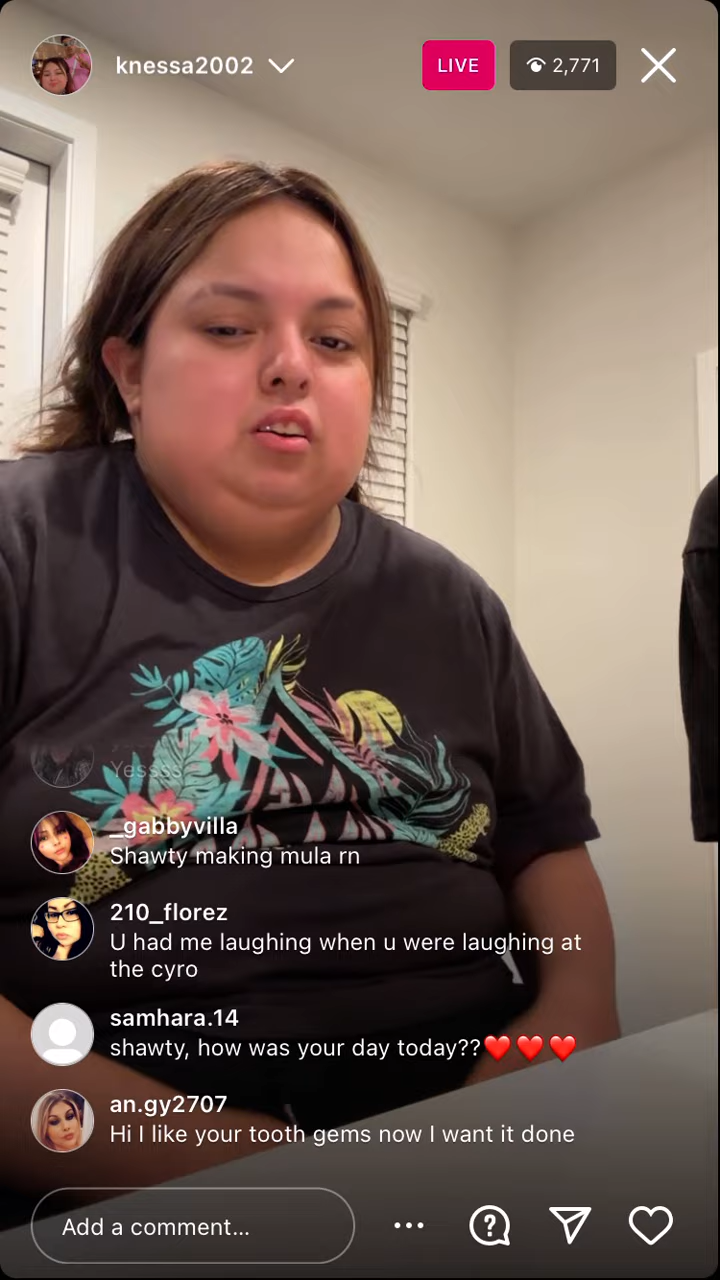 knessa2002
LIVE
2,771
Yessss
_gabbyvilla
Shawty making mula rn
210_florez
U had me laughing when u were laughing at
the cyro
samhara.14
shawty, how was your day today??❤️❤️❤️
an.gy2707
Hi I like your tooth gems now I want it done
Add a comment...